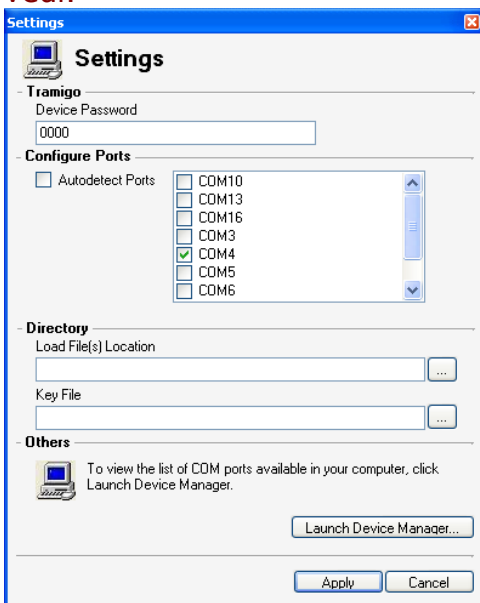 Settings
Settings
Tramigo
Device Password
0000
Configure Ports
Autodetect Ports
COM10
COM13
COM16
COM3
COM4
COM5
COM6
Directory
Load File(s) Location
...
Key File
...
Others
To view the list of COM ports available in your computer, click
Launch Device Manager.
Launch Device Manager...
Apply
Cancel